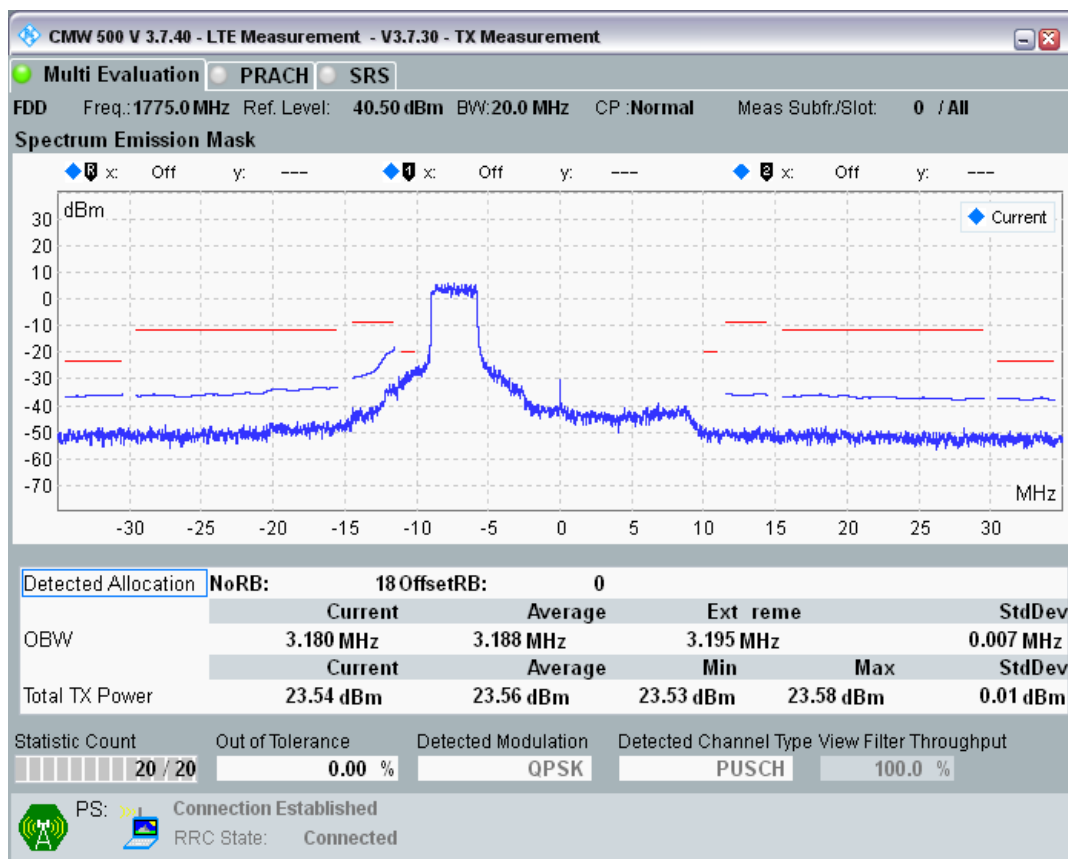 CMW 500 V 3.7.40 - LTE Measurement - V3.7.30 - TX Measurement
Multi Evaluation PRACH SRS
FDD Freq.: 1775.0 MHz Ref. Level: 40.50 dBm BW: 20.0 MHz CP : Normal Meas Subfr./Slot: 0 / All
Spectrum Emission Mask
R x: Off y: --- 1 x: Off y: --- 2 x: Off y: ---
dBm
Current
30
20
10
0
-10
-20
-30
-40
-50
-60
-70
MHz
-30 -25 -20 -15 -10 -5 0 5 10 15 20 25 30
Detected Allocation NoRB: 18 OffsetRB: 0
Current Average Ext reme StdDev
OBW 3.180 MHz 3.188 MHz 3.195 MHz 0.007 MHz
Current Average Min Max StdDev
Total TX Power 23.54 dBm 23.56 dBm 23.53 dBm 23.58 dBm 0.01 dBm
Statistic Count Out of Tolerance Detected Modulation Detected Channel Type View Filter Throughput
20 / 20 0.00 % QPSK PUSCH 100.0 %
PS: Connection Established
RRC State: Connected